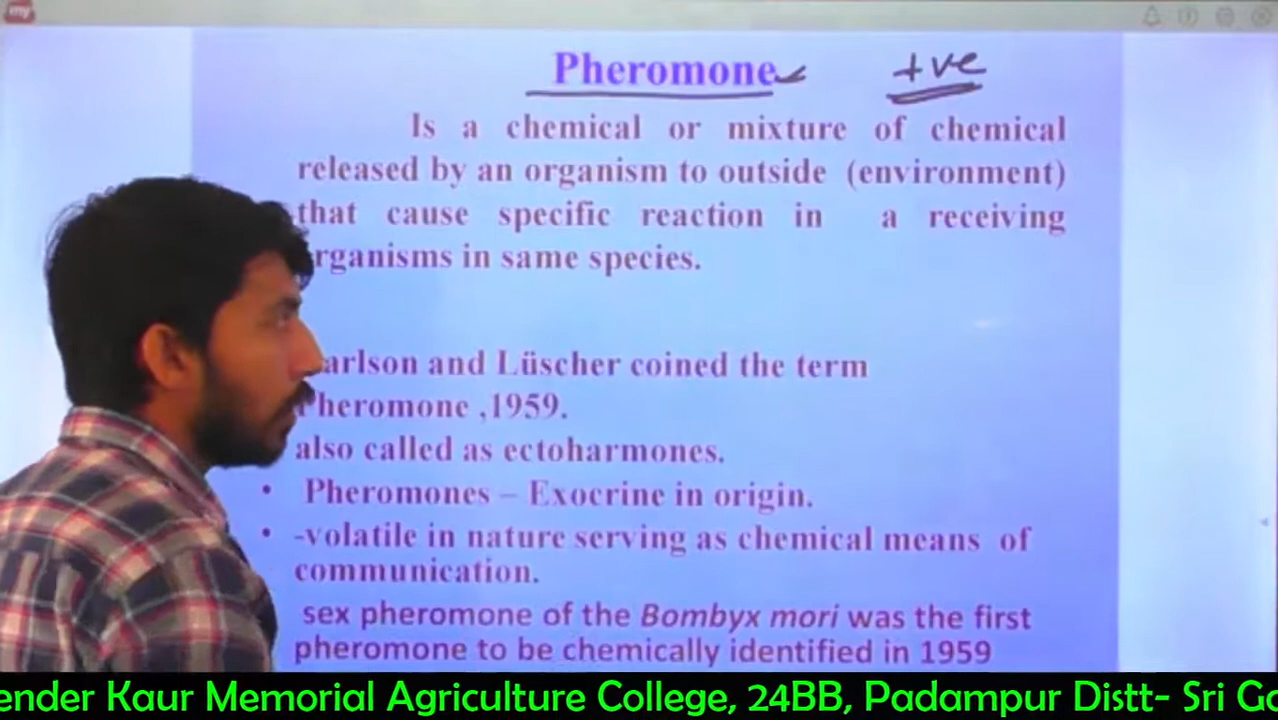 my
Pheromone +ve
Is a chemical or mixture of chemical
released by an organism to outside (environment)
that cause specific reaction in a receiving
rganisms in same species.
arlson and Lüscher coined the term
Pheromone ,1959.
also called as ectoharmones.
• Pheromones – Exocrine in origin.
• -volatile in nature serving as chemical means of
communication.
sex pheromone of the Bombyx mori was the first
pheromone to be chemically identified in 1959
ender Kaur Memorial Agriculture College, 24BB, Padampur Distt- Sri Ga